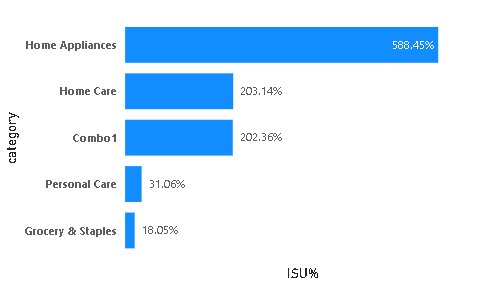 Home Appliances 588.45%
Home Care 203.14%
Combo1 202.36%
Personal Care 31.06%
Grocery & Staples 18.05%
category
ISU%